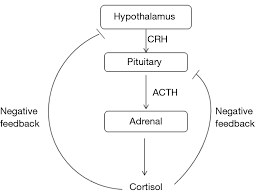 Hypothalamus
CRH
Pituitary
ACTH
Negative
feedback
Adrenal
Negative
feedback
Cortisol